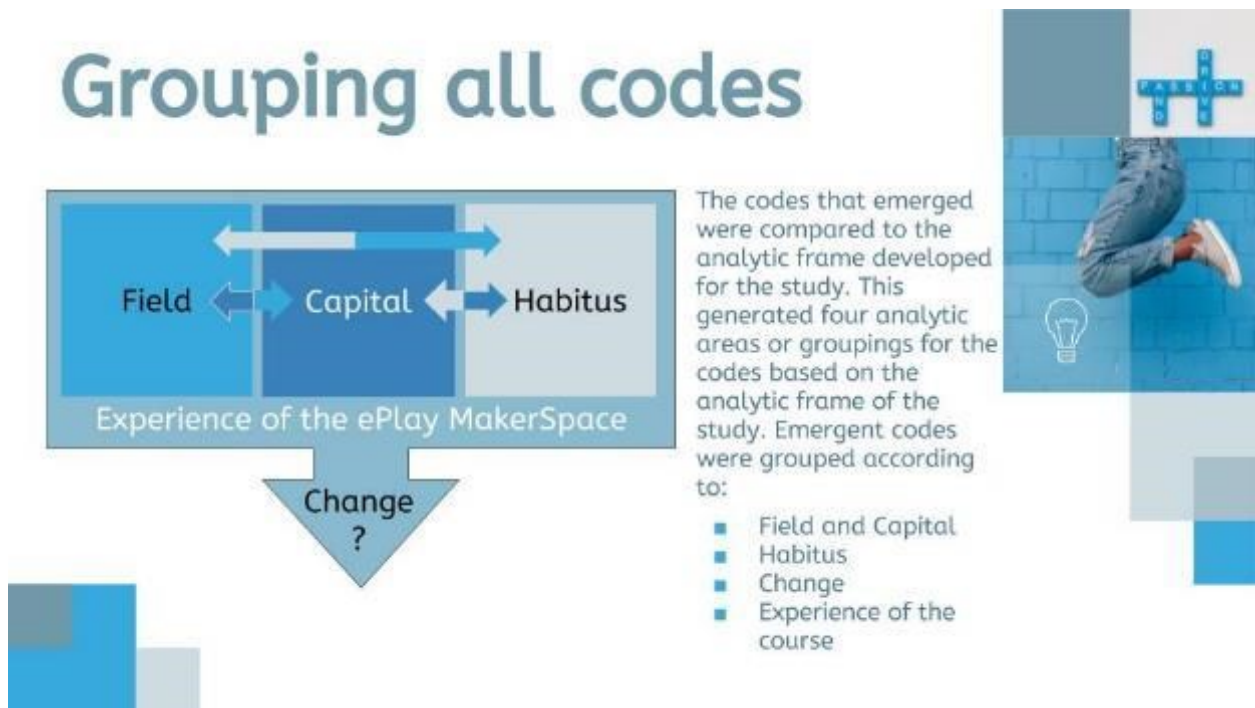 Grouping all codes
PASSION
AND
DRIVE
Field
Capital
Habitus
Experience of the ePlay MakerSpace
Change
?
The codes that emerged
were compared to the
analytic frame developed
for the study. This
generated four analytic
areas or groupings for the
codes based on the
analytic frame of the
study. Emergent codes
were grouped according
to:
Field and Capital
Habitus
Change
Experience of the
course